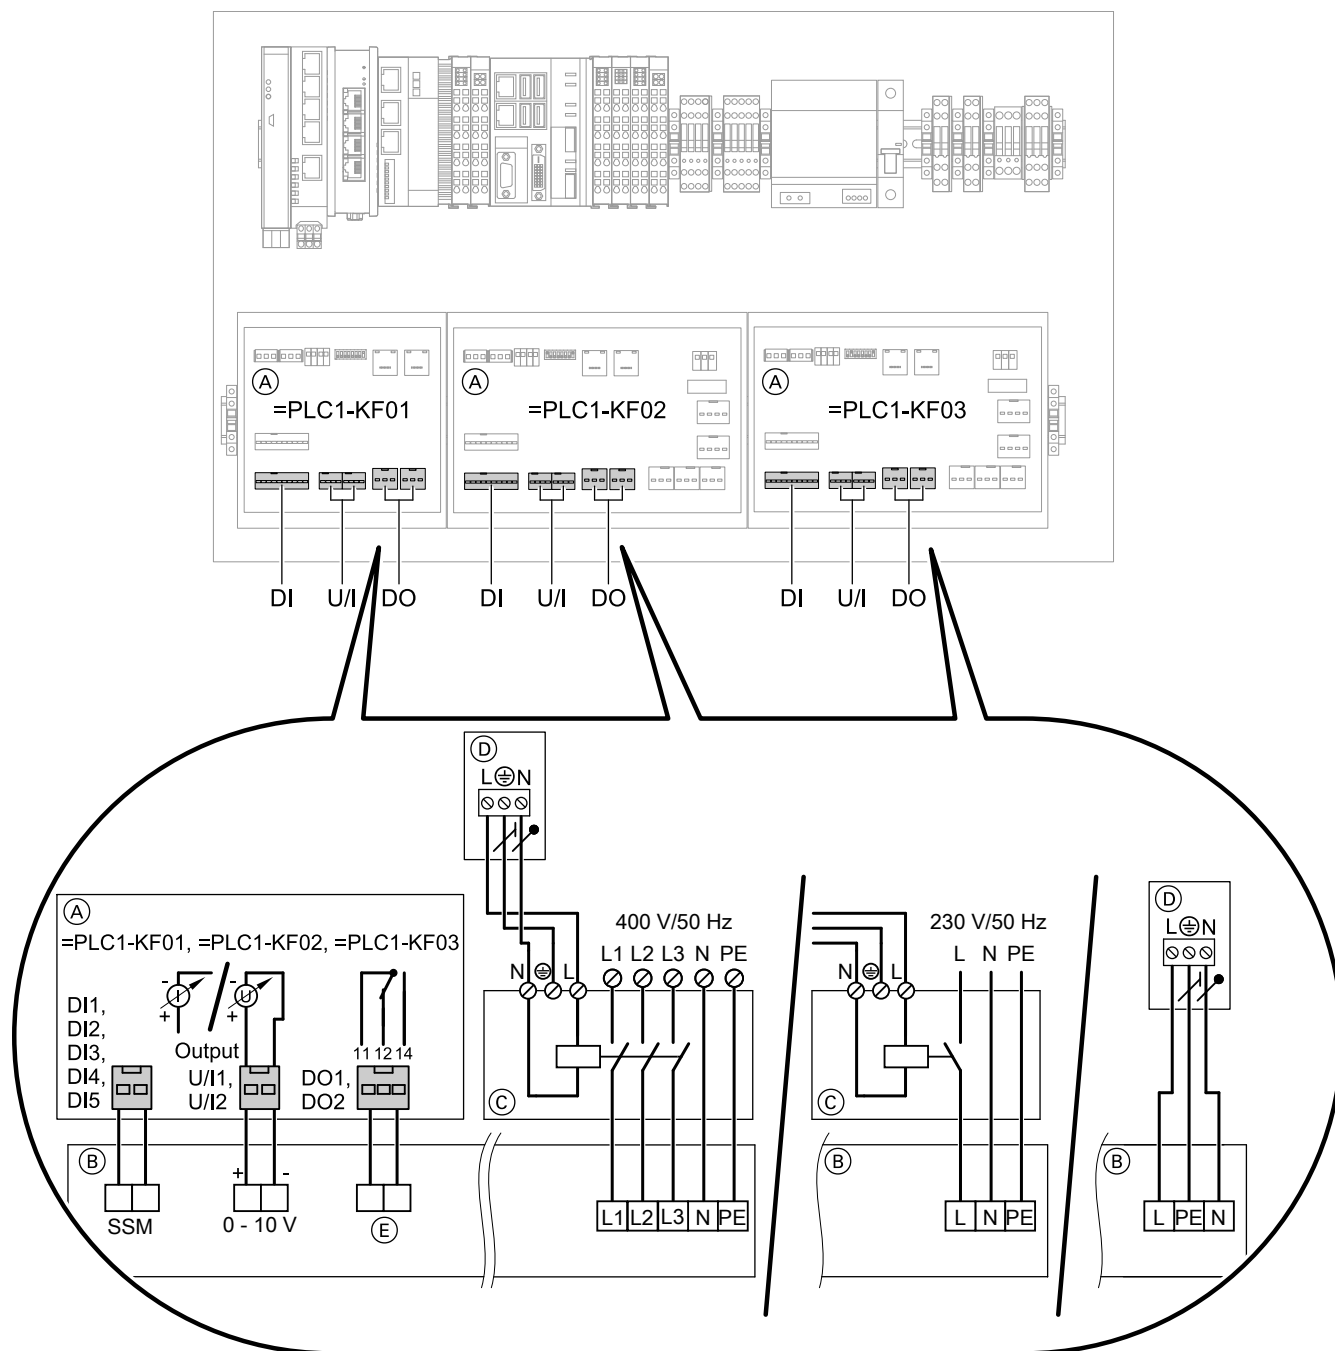 A A A
=PLC1-KF01 =PLC1-KF02 =PLC1-KF03
DI U/I DO DI U/I DO DI U/I DO
D
L N
A
=PLC1-KF01, =PLC1-KF02, =PLC1-KF03
- I +
- U +
DI1,
DI2,
DI3,
DI4,
DI5
Output
U/I1,
U/I2
11 12 14
DO1,
DO2
400 V/50 Hz
N L L1 L2 L3 N PE
C
230 V/50 Hz
N L L N PE
C
D
L N
B
+ -
SSM 0 - 10 V E
L1 L2 L3 N PE
B
L N PE
B
L PE N